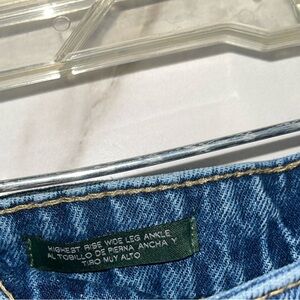 HIGHEST RISE WIDE LEG ANKLE
AL TOBILLO DE PIERNA ANCHA Y
TIRO MUY ALTO